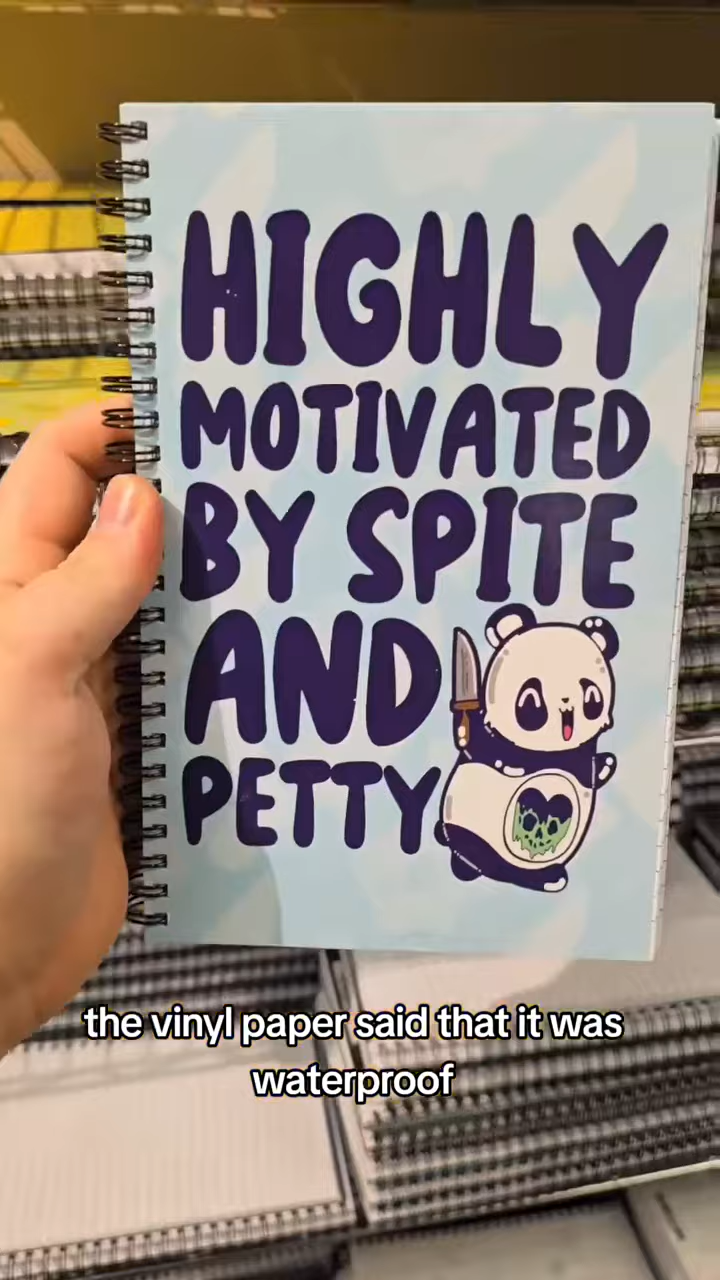 HIGHLY
MOTIVATED
BY SPITE
AND
PETTY
the vinyl paper said that it was
waterproof